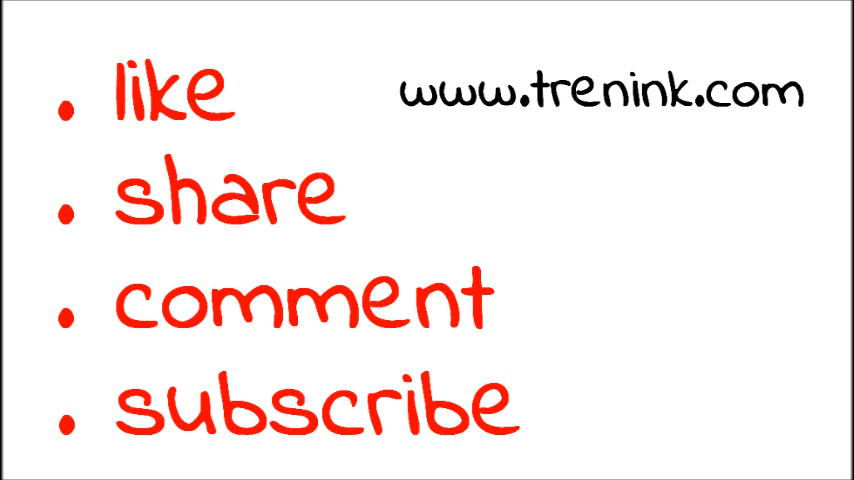 . like
www.trenink.com
. share
. comment
. subscribe